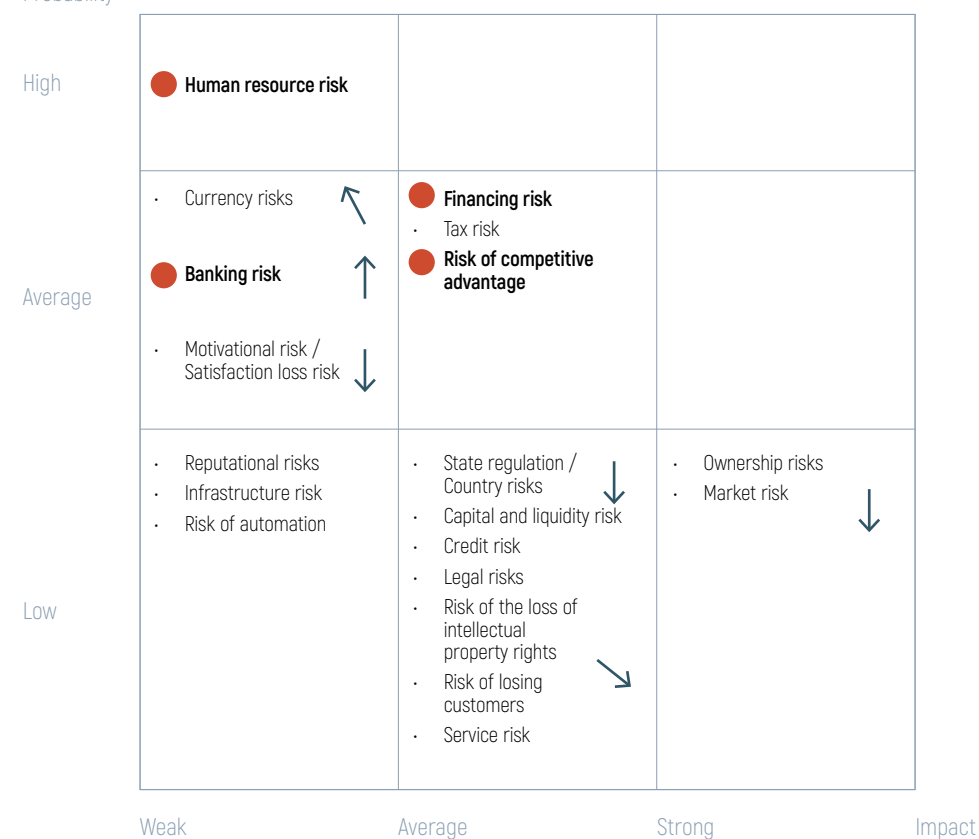 Probability
High
Human resource risk
Average
· Currency risks
Banking risk
· Motivational risk /
Satisfaction loss risk
Financing risk
· Tax risk
Risk of competitive
advantage
Low
· Reputational risks
· Infrastructure risk
· Risk of automation
· State regulation /
Country risks
· Capital and liquidity risk
· Credit risk
· Legal risks
· Risk of the loss of
intellectual
property rights
· Risk of losing
customers
· Service risk
· Ownership risks
· Market risk
Weak
Average
Strong
Impact